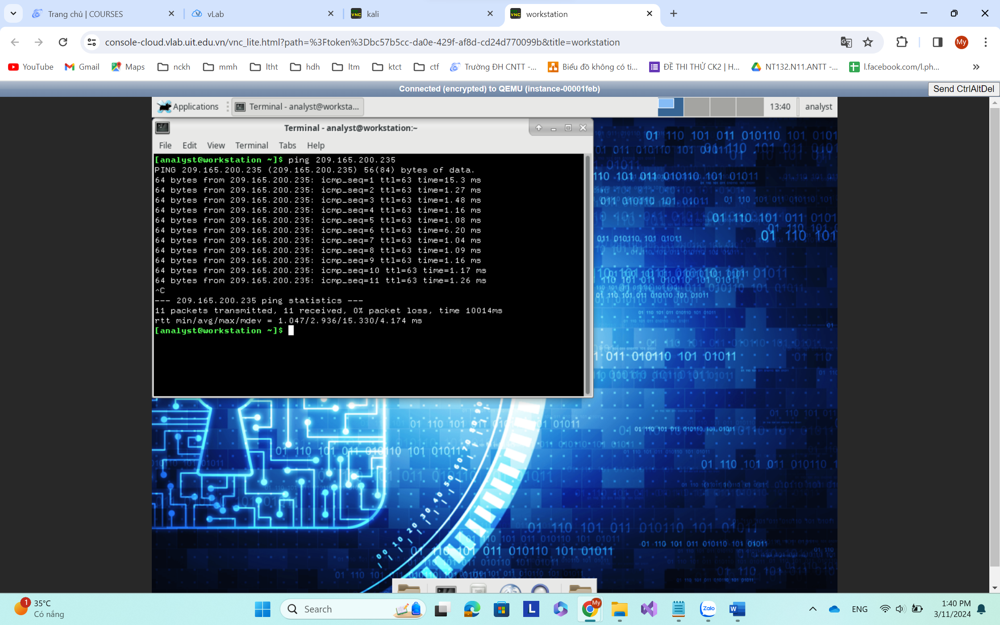 Trang chủ | COURSES
vLab
kali
workstation
console-cloud.vlab.uit.edu.vn/vnc_lite.html?path=%3Ftoken%3Dbc57b5cc-da0e-429f-af8d-cd24d770099b&title=workstation
My
YouTube Gmail Maps nckh mmh ltht hdh ltm ktct ctf Trường ĐH CNTT -... Biểu đồ không có ti... ĐỀ THI THỬ CK2 | H... NT132.N11.ANTT -... l.facebook.com/l.ph... »
Connected (encrypted) to QEMU (instance-00001feb)
Send CtrlAltDel
Applications
Terminal - analyst@worksta...
13:40
analyst
Terminal - analyst@workstation:~
File Edit View Terminal Tabs Help
[analyst@workstation ~]$ ping 209.165.200.235
PING 209.165.200.235 (209.165.200.235) 56(84) bytes of data.
64 bytes from 209.165.200.235: icmp_seq=1 ttl=63 time=15.3 ms
64 bytes from 209.165.200.235: icmp_seq=2 ttl=63 time=1.27 ms
64 bytes from 209.165.200.235: icmp_seq=3 ttl=63 time=1.48 ms
64 bytes from 209.165.200.235: icmp_seq=4 ttl=63 time=1.16 ms
64 bytes from 209.165.200.235: icmp_seq=5 ttl=63 time=1.08 ms
64 bytes from 209.165.200.235: icmp_seq=6 ttl=63 time=6.20 ms
64 bytes from 209.165.200.235: icmp_seq=7 ttl=63 time=1.04 ms
64 bytes from 209.165.200.235: icmp_seq=8 ttl=63 time=1.09 ms
64 bytes from 209.165.200.235: icmp_seq=9 ttl=63 time=1.16 ms
64 bytes from 209.165.200.235: icmp_seq=10 ttl=63 time=1.17 ms
64 bytes from 209.165.200.235: icmp_seq=11 ttl=63 time=1.26 ms
^C
--- 209.165.200.235 ping statistics ---
11 packets transmitted, 11 received, 0% packet loss, time 10014ms
rtt min/avg/max/mdev = 1.047/2.936/15.330/4.174 ms
[analyst@workstation ~]$
1
35°C
Có nắng
Search
My
Zalo
ENG
1:40 PM
3/11/2024